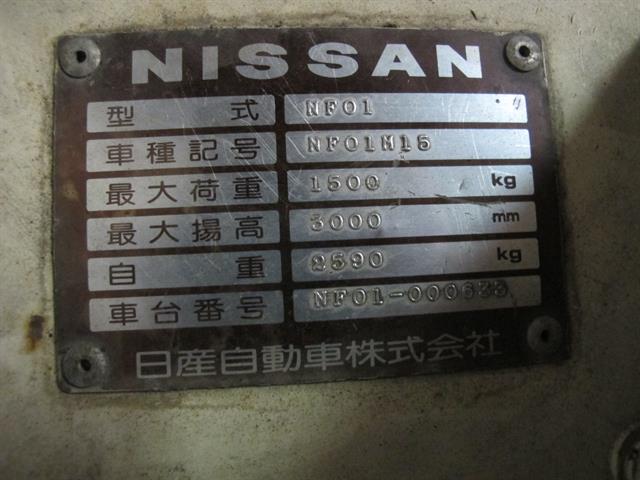 NISSAN
型式 NF01
車種記号 NF01M15
最大荷重 1500 kg
最大揚高 3000 mm
自重 2590 kg
車台番号 NF01-000633
日産自動車株式会社